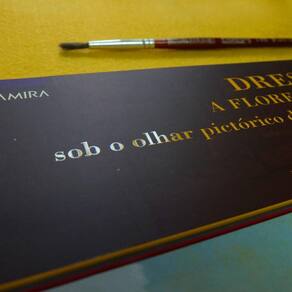 AMIRA
DRES
A FLORE
sob o olhar pictórico d